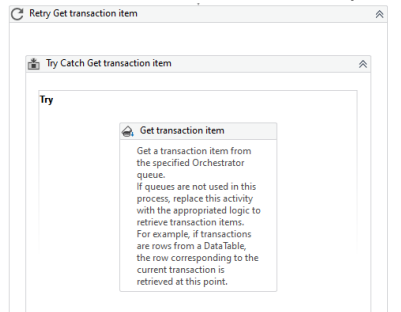 Retry Get transaction item
Try Catch Get transaction item
Try
Get transaction item
Get a transaction item from
the specified Orchestrator
queue.
If queues are not used in this
process, replace this activity
with the appropriated logic to
retrieve transaction items.
For example, if transactions
are rows from a DataTable,
the row corresponding to the
current transaction is
retrieved at this point.